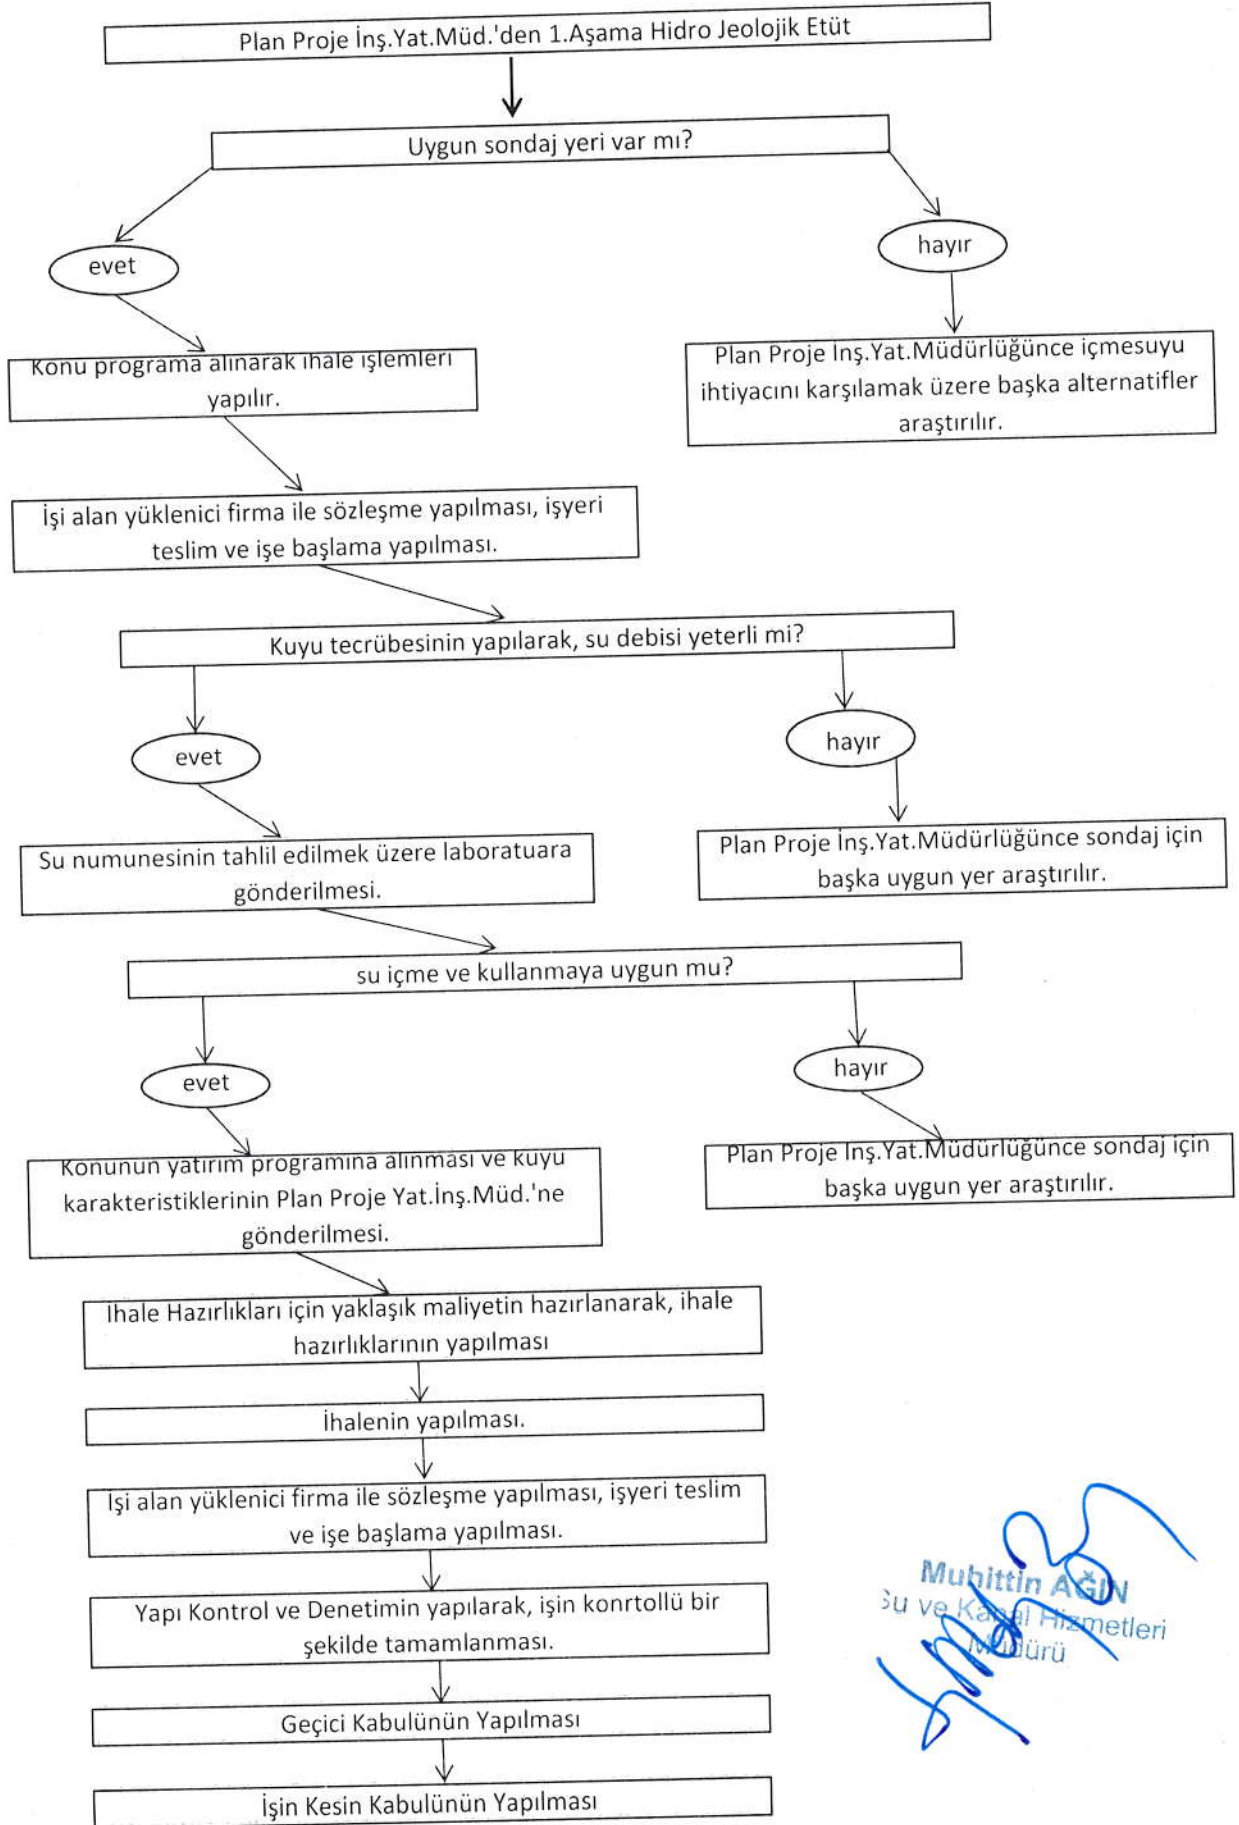 Plan Proje İnş.Yat.Müd.'den 1.Aşama Hidro Jeolojik Etüt
Uygun sondaj yeri var mı?
evet
hayır
Konu programa alınarak ihale işlemleri
yapılır.
Plan Proje İnş.Yat.Müdürlüğünce içmesuyu
ihtiyacını karşılamak üzere başka alternatifler
araştırılır.
İşi alan yüklenici firma ile sözleşme yapılması, işyeri
teslim ve işe başlama yapılması.
Kuyu tecrübesinin yapılarak, su debisi yeterli mi?
evet
hayır
Su numunesinin tahlil edilmek üzere laboratuara
gönderilmesi.
Plan Proje İnş.Yat.Müdürlüğünce sondaj için
başka uygun yer araştırılır.
su içme ve kullanmaya uygun mu?
evet
hayır
Konunun yatırım programına alınması ve kuyu
karakteristiklerinin Plan Proje Yat.İnş.Müd.'ne
gönderilmesi.
Plan Proje İnş.Yat.Müdürlüğünce sondaj için
başka uygun yer araştırılır.
İhale Hazırlıkları için yaklaşık maliyetin hazırlanarak, ihale
hazırlıklarının yapılması
İhalenin yapılması.
İşi alan yüklenici firma ile sözleşme yapılması, işyeri teslim
ve işe başlama yapılması.
Yapı Kontrol ve Denetimin yapılarak, işin konrtollü bir
şekilde tamamlanması.
Geçici Kabulünün Yapılması
İşin Kesin Kabulünün Yapılması
Muhittin AĞIN
Su ve Kanal Hizmetleri
Müdürü